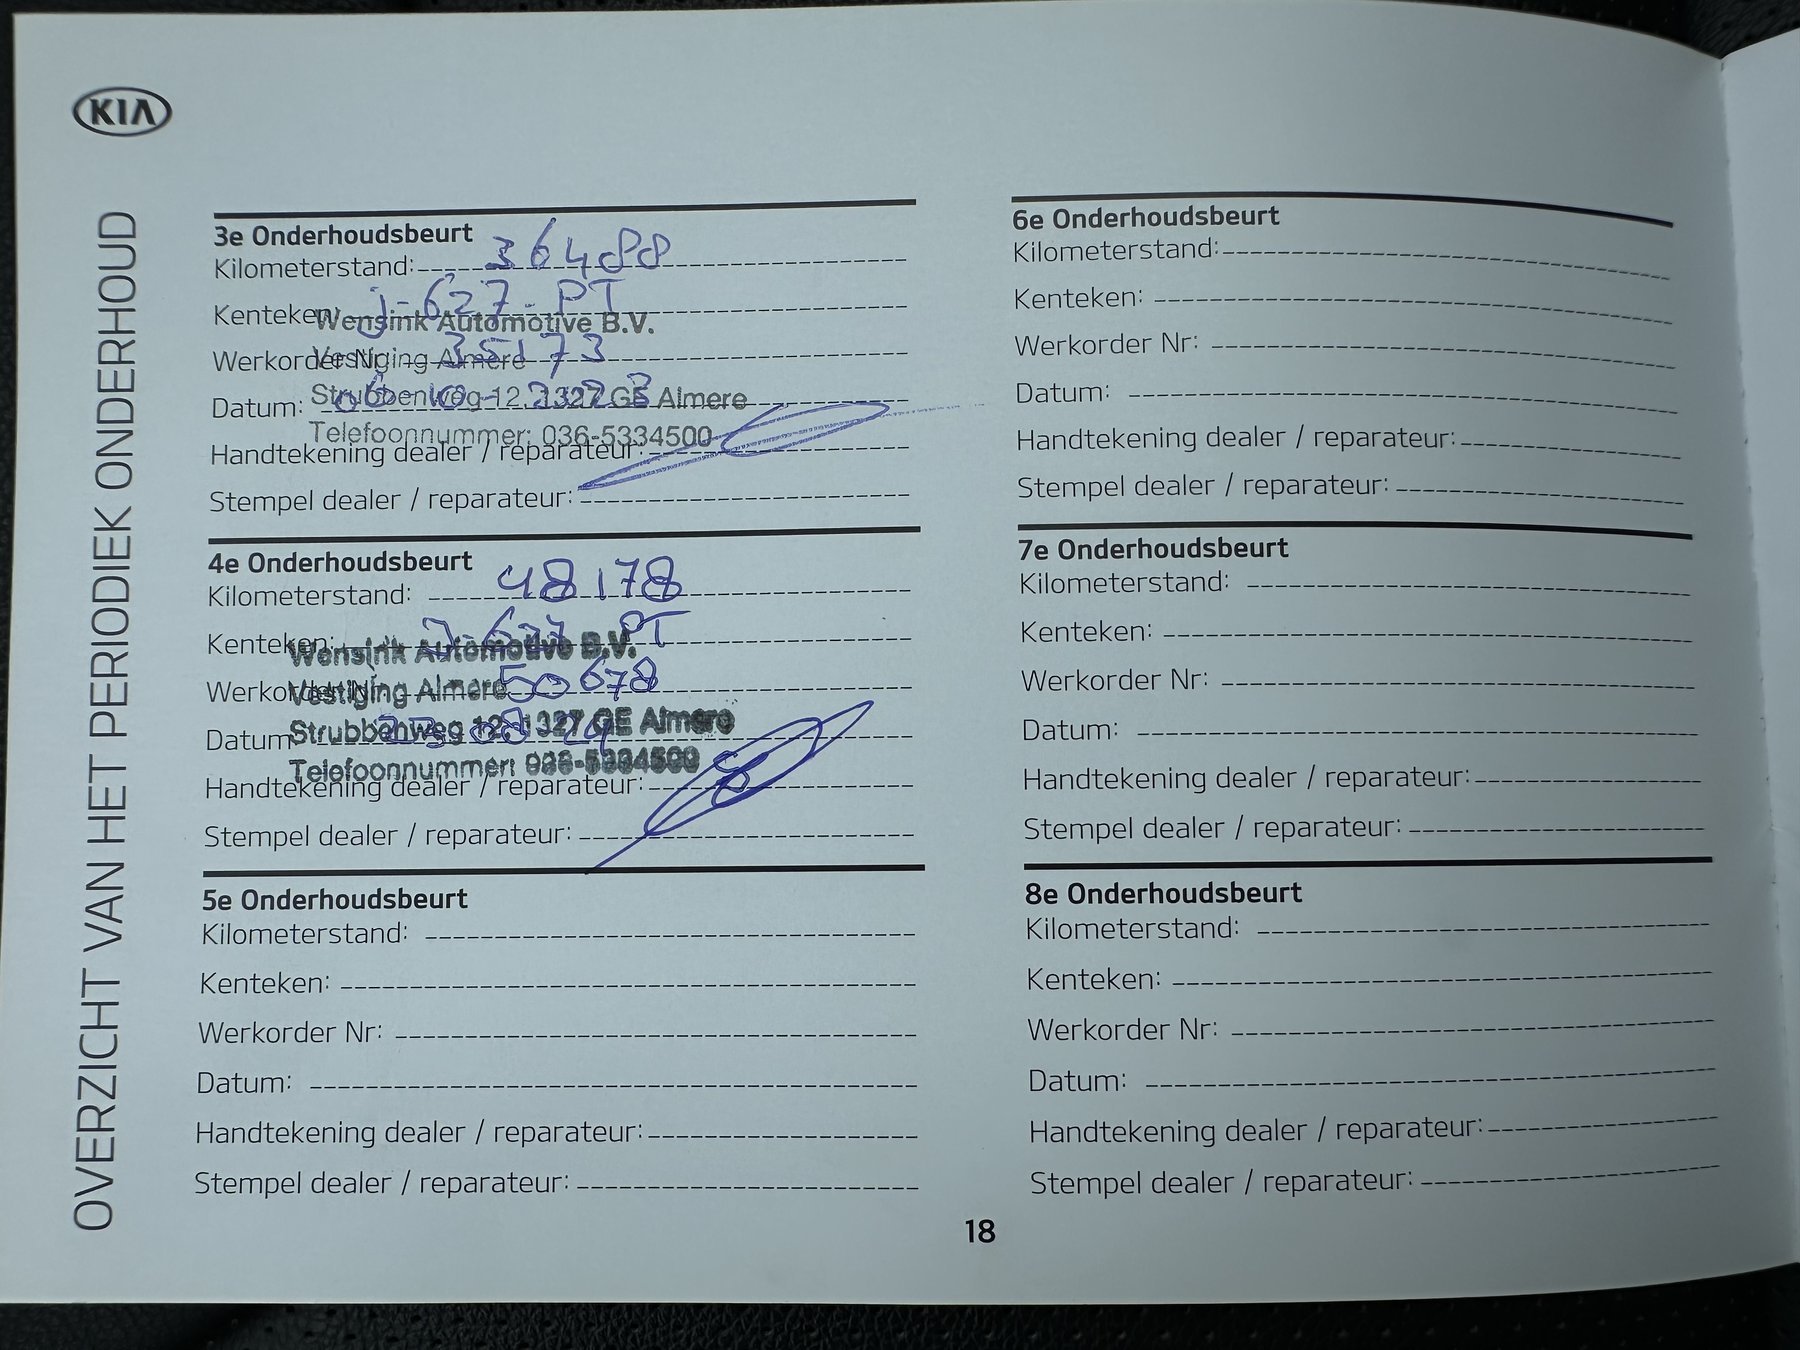 KIA
OVERZICHT VAN HET PERIODIEK ONDERHOUD
3e Onderhoudsbeurt
Kilometerstand: 36488
Kenteken: J-627-PT
Wensink Automotive B.V.
Werkorder Nr: 35173
Vestiging Almere
Datum:
Strubbenweg 12, 1327 GE Almere
Telefoonnummer: 036-5334500
Handtekening dealer / reparateur:
Stempel dealer / reparateur:
4e Onderhoudsbeurt
Kilometerstand: 48178
Kenteken: J-627 PT
Wensink Automotive B.V.
Werkorder Nr: 50678
Vestiging Almere
Datum: 23-08-24
Strubbenweg 12, 1327 GE Almere
Telefoonnummer: 036-5334500
Handtekening dealer / reparateur:
Stempel dealer / reparateur:
5e Onderhoudsbeurt
Kilometerstand:
Kenteken:
Werkorder Nr:
Datum:
Handtekening dealer / reparateur:
Stempel dealer / reparateur:
6e Onderhoudsbeurt
Kilometerstand:
Kenteken:
Werkorder Nr:
Datum:
Handtekening dealer / reparateur:
Stempel dealer / reparateur:
7e Onderhoudsbeurt
Kilometerstand:
Kenteken:
Werkorder Nr:
Datum:
Handtekening dealer / reparateur:
Stempel dealer / reparateur:
8e Onderhoudsbeurt
Kilometerstand:
Kenteken:
Werkorder Nr:
Datum:
Handtekening dealer / reparateur:
Stempel dealer / reparateur:
18